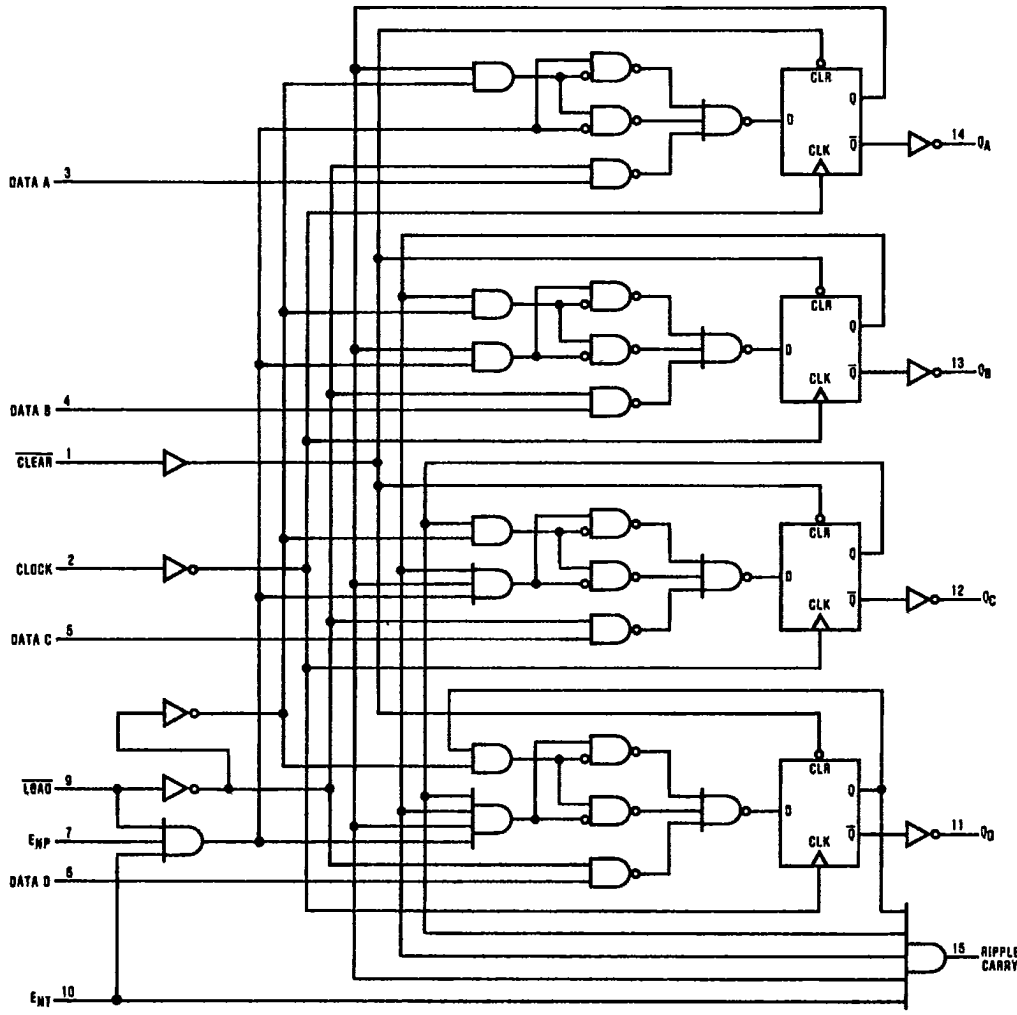 CLR
Q
D
Q
14 QA
CLK
DATA A 3
CLR
Q
D
Q
13 QB
CLK
DATA B 4
CLEAR 1
CLR
Q
CLOCK 2
D
Q
12 QC
CLK
DATA C 5
CLR
LOAD 9
Q
D
ENP 7
Q
11 QD
CLK
DATA D 6
15 RIPPLE
CARRY
ENT 10